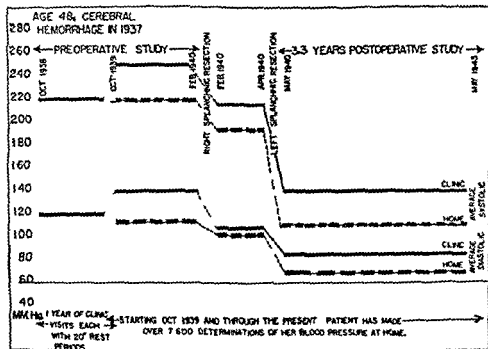 AGE 48, CEREBRAL
HEMORRHAGE IN 1937
PREOPERATIVE STUDY
3.3 YEARS POSTOPERATIVE STUDY
OCT 1938
OCT 1939
FEB 1940
RIGHT SPLANCHNIC RESECTION
FEB 1940
APR 1940
LEFT SPLANCHNIC RESECTION
MAY 1940
MAY 1943
280
260
240
220
200
180
160
140
120
100
80
60
40
MM. Hg.
CLINIC
HOME
AVERAGE SYSTOLIC
CLINIC
HOME
AVERAGE DIASTOLIC
1 YEAR OF CLINIC
VISITS EACH
WITH 20" REST
PERIODS
STARTING OCT 1939 AND THROUGH THE PRESENT PATIENT HAS MADE
OVER 7600 DETERMINATIONS OF HER BLOOD PRESSURE AT HOME.